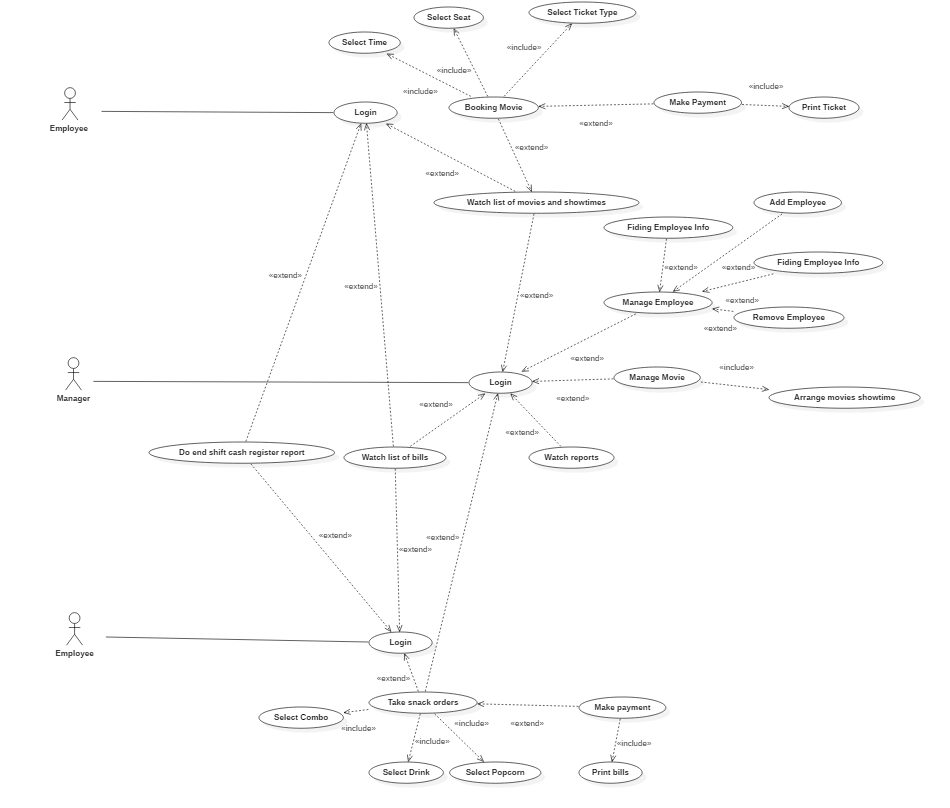 Select Ticket Type
Select Seat
Select Time
«include»
«include»
«include»
«include»
Employee
Login
Booking Movie
Make Payment
Print Ticket
«extend»
«extend»
«extend»
Watch list of movies and showtimes
Add Employee
Fiding Employee Info
Fiding Employee Info
«extend»
«extend»
«extend»
«extend»
«extend»
«extend»
Manage Employee
Remove Employee
«extend»
«extend»
«include»
Manager
Login
Manage Movie
Arrange movies showtime
«extend»
«extend»
«extend»
Do end shift cash register report
Watch list of bills
Watch reports
«extend»
«extend»
«extend»
Employee
Login
«extend»
Take snack orders
Make payment
Select Combo
«include»
«include»
«extend»
«include»
«include»
Select Drink
Select Popcorn
Print bills